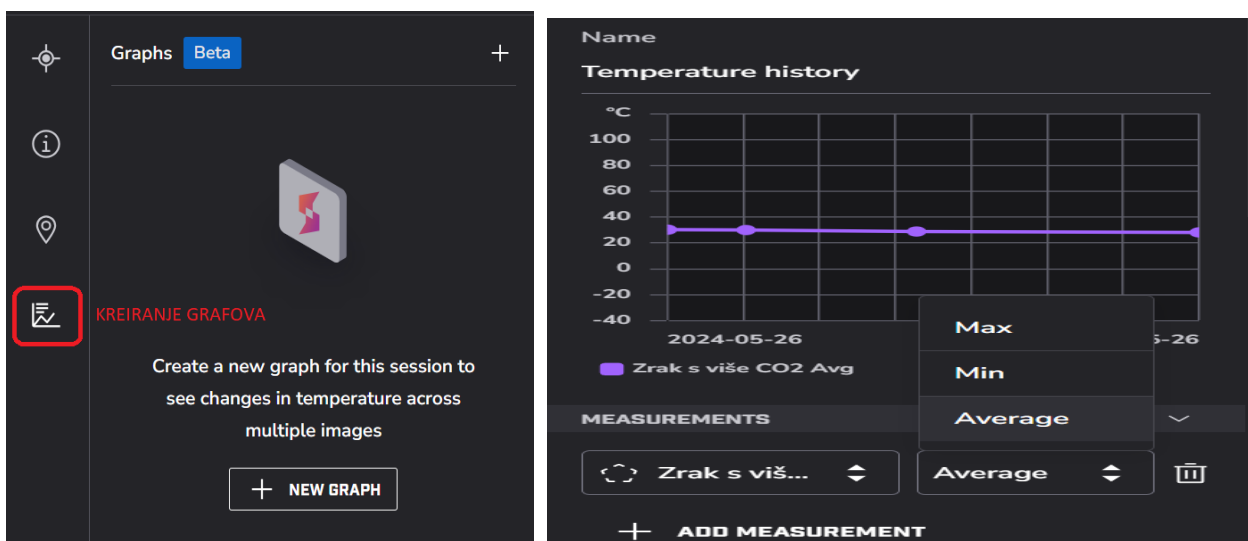 Graphs Beta
KREIRANJE GRAFOVA
Create a new graph for this session to
see changes in temperature across
multiple images
NEW GRAPH
Name
Temperature history
°C
100
80
60
40
20
0
-20
-40
2024-05-26
5-26
Zrak s više CO2 Avg
Max
Min
Average
MEASUREMENTS
Zrak s viš...
Average
ADD MEASUREMENT